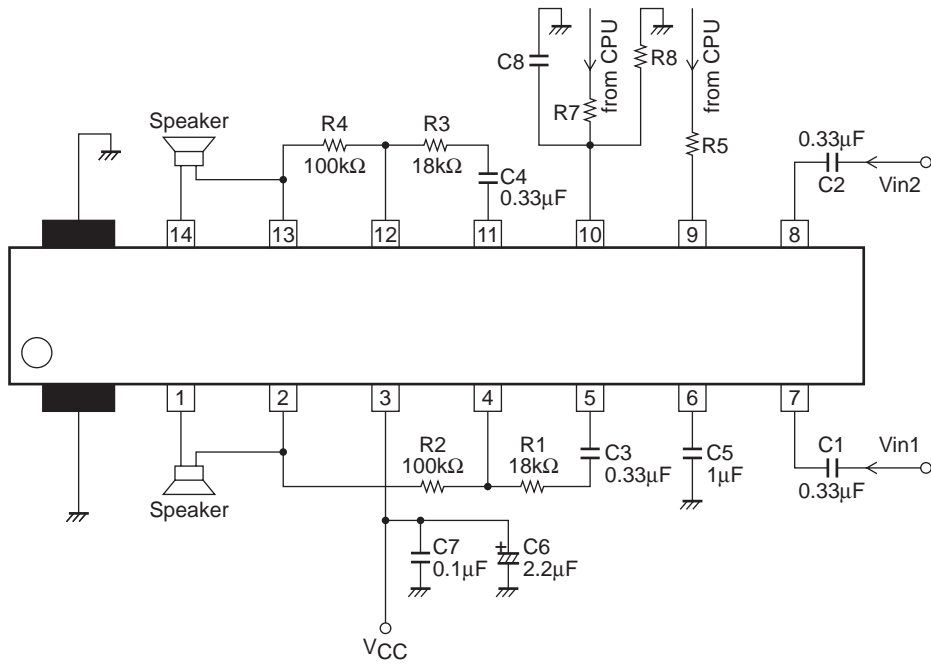 C8
R7
from CPU
R8
from CPU
R5
Speaker
R4
100kΩ
R3
18kΩ
C4
0.33μF
0.33μF
C2
Vin2
14
13
12
11
10
9
8
1
2
3
4
5
6
7
Speaker
R2
100kΩ
R1
18kΩ
C3
0.33μF
C5
1μF
C1
0.33μF
Vin1
C7
0.1μF
+
C6
2.2μF
VCC